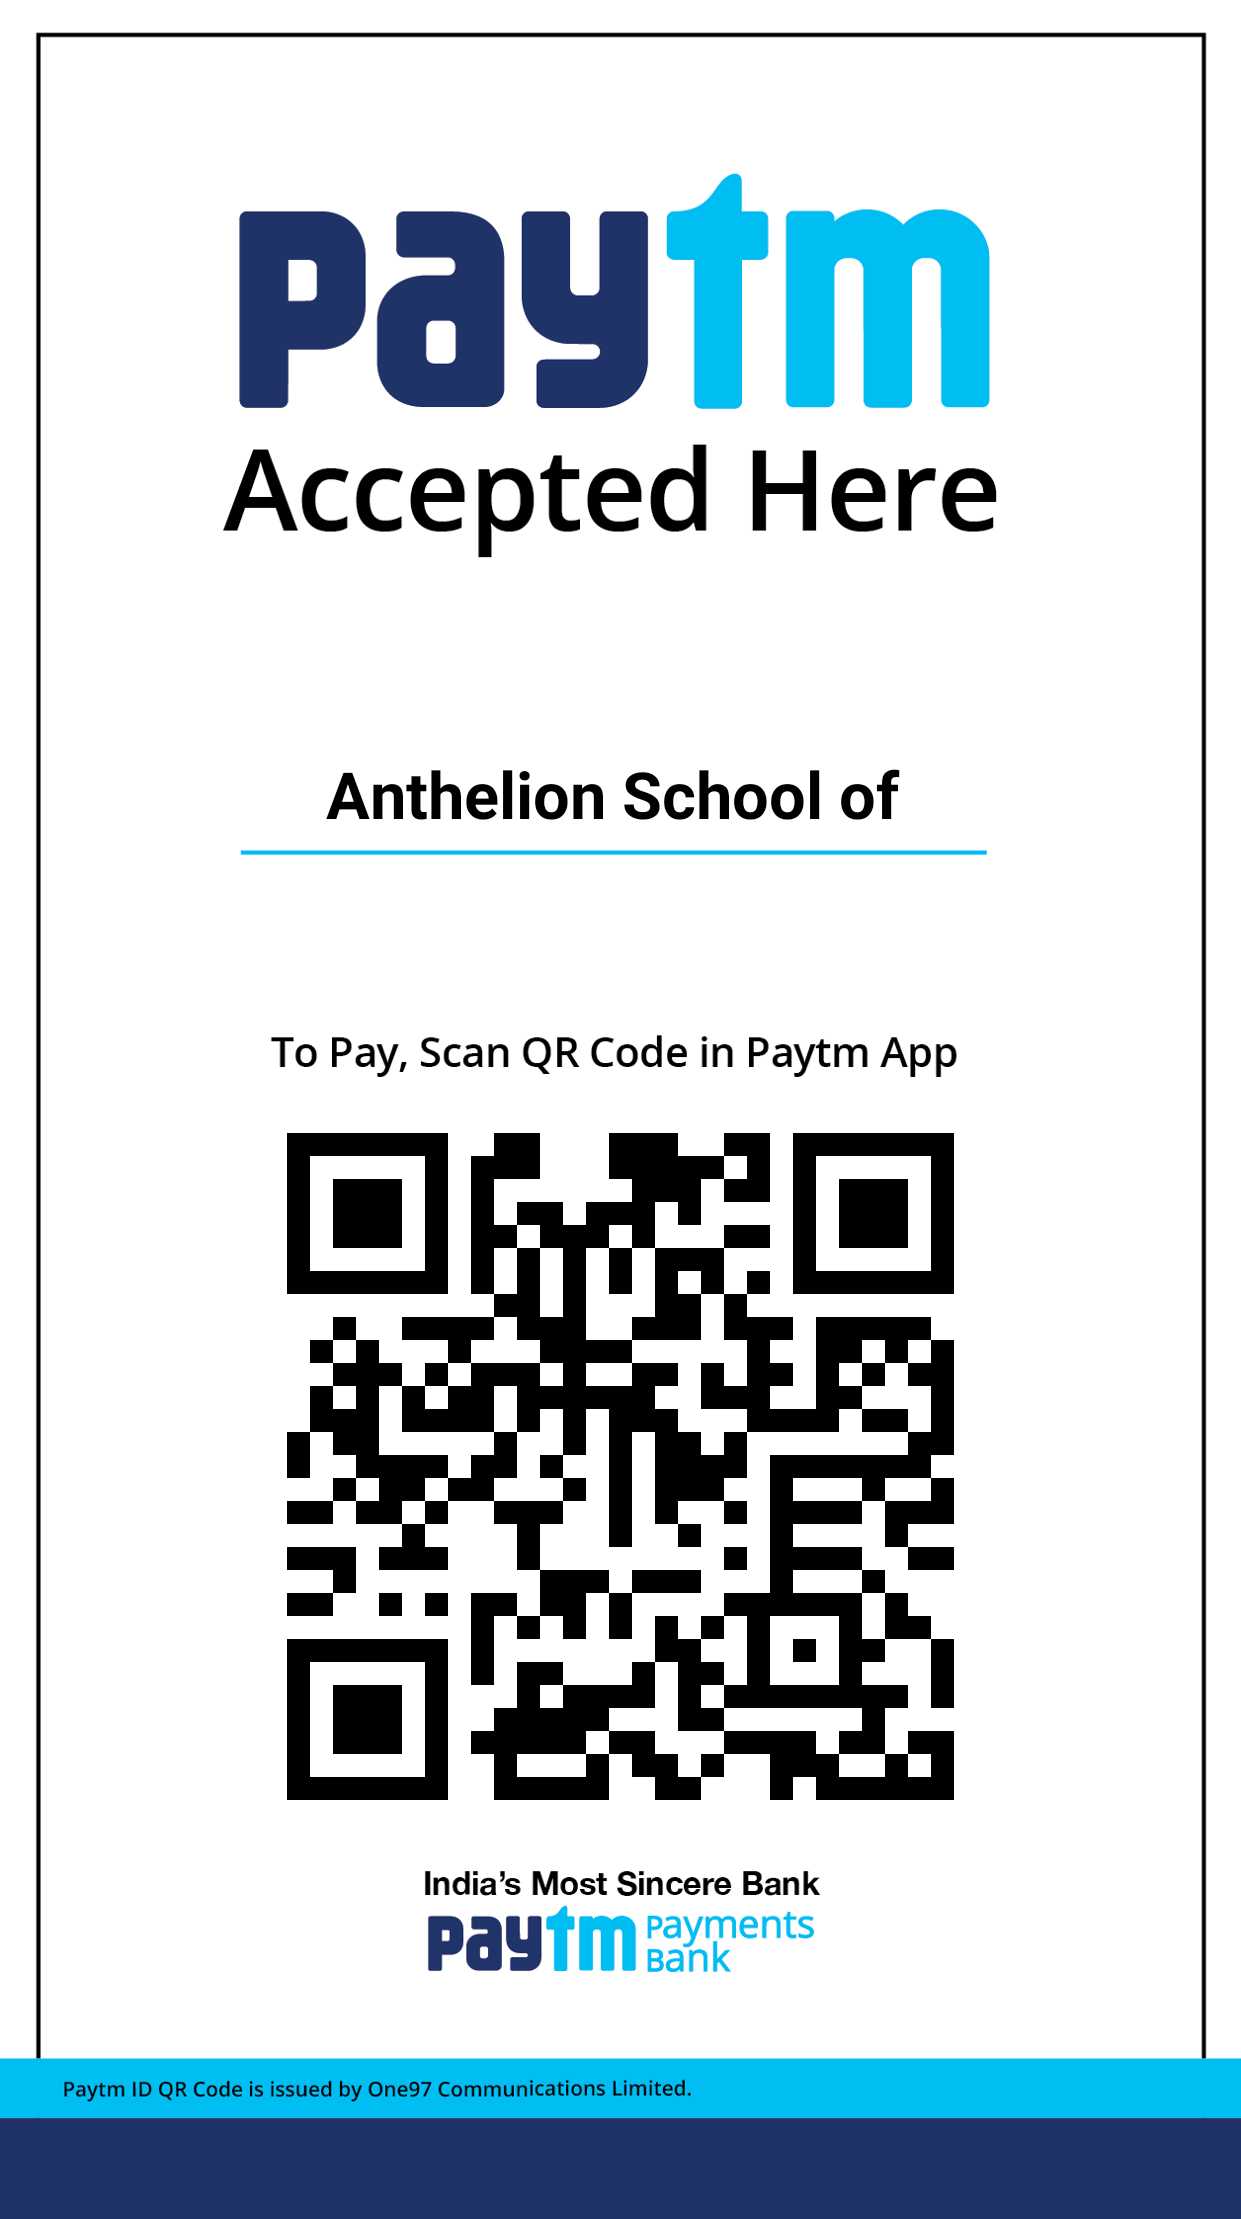 paytm
Accepted Here
Anthelion School of
To Pay, Scan QR Code in Paytm App
India's Most Sincere Bank
paytm Payments
Bank
Paytm ID QR Code is issued by One97 Communications Limited.